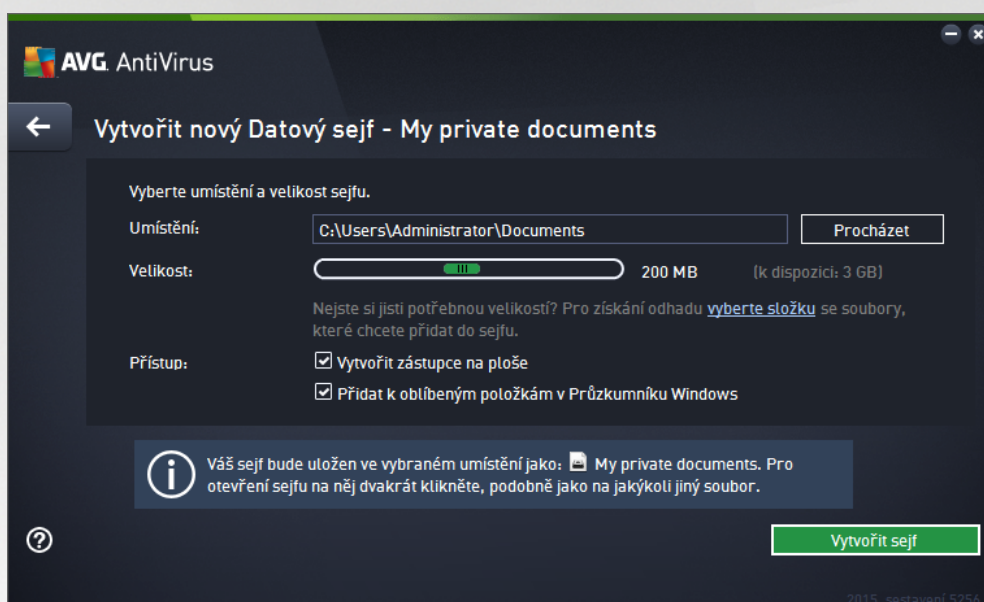 AVG. AntiVirus
Vytvořit nový Datový sejf - My private documents
Vyberte umístění a velikost sejfu.
Umístění: C:\Users\Administrator\Documents Procházet
Velikost: 200 MB (k dispozici: 3 GB)
Nejste si jisti potřebnou velikostí? Pro získání odhadu vyberte složku se soubory,
které chcete přidat do sejfu.
Přístup: Vytvořit zástupce na ploše
Přidat k oblíbeným položkám v Průzkumníku Windows
Váš sejf bude uložen ve vybraném umístění jako: My private documents. Pro
otevření sejfu na něj dvakrát klikněte, podobně jako na jakýkoli jiný soubor.
Vytvořit sejf
2015, sestavení 5256